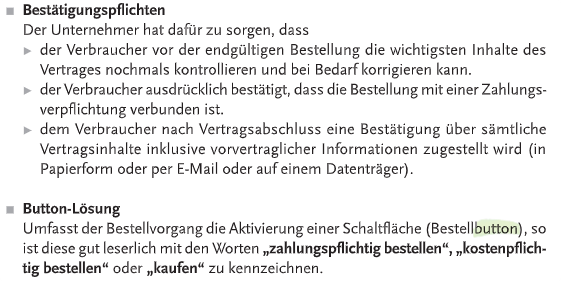 ■ Bestätigungspflichten
Der Unternehmer hat dafür zu sorgen, dass
► der Verbraucher vor der endgültigen Bestellung die wichtigsten Inhalte des
Vertrages nochmals kontrollieren und bei Bedarf korrigieren kann.
► der Verbraucher ausdrücklich bestätigt, dass die Bestellung mit einer Zahlungs-
verpflichtung verbunden ist.
► dem Verbraucher nach Vertragsabschluss eine Bestätigung über sämtliche
Vertragsinhalte inklusive vorvertraglicher Informationen zugestellt wird (in
Papierform oder per E-Mail oder auf einem Datenträger).
■ Button-Lösung
Umfasst der Bestellvorgang die Aktivierung einer Schaltfläche (Bestellbutton), so
ist diese gut leserlich mit den Worten „zahlungspflichtig bestellen“, „kostenpflich-
tig bestellen“ oder „kaufen“ zu kennzeichnen.